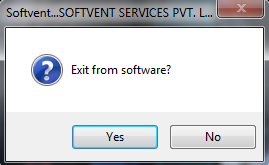 Softvent...SOFTVENT SERVICES PVT. L...
Exit from software?
Yes
No